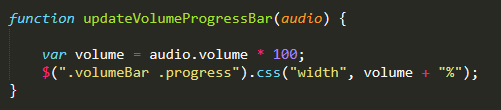 function updateVolumeProgressBar(audio) {
var volume = audio.volume * 100;
$(".volumeBar .progress").css("width", volume + "%");
}